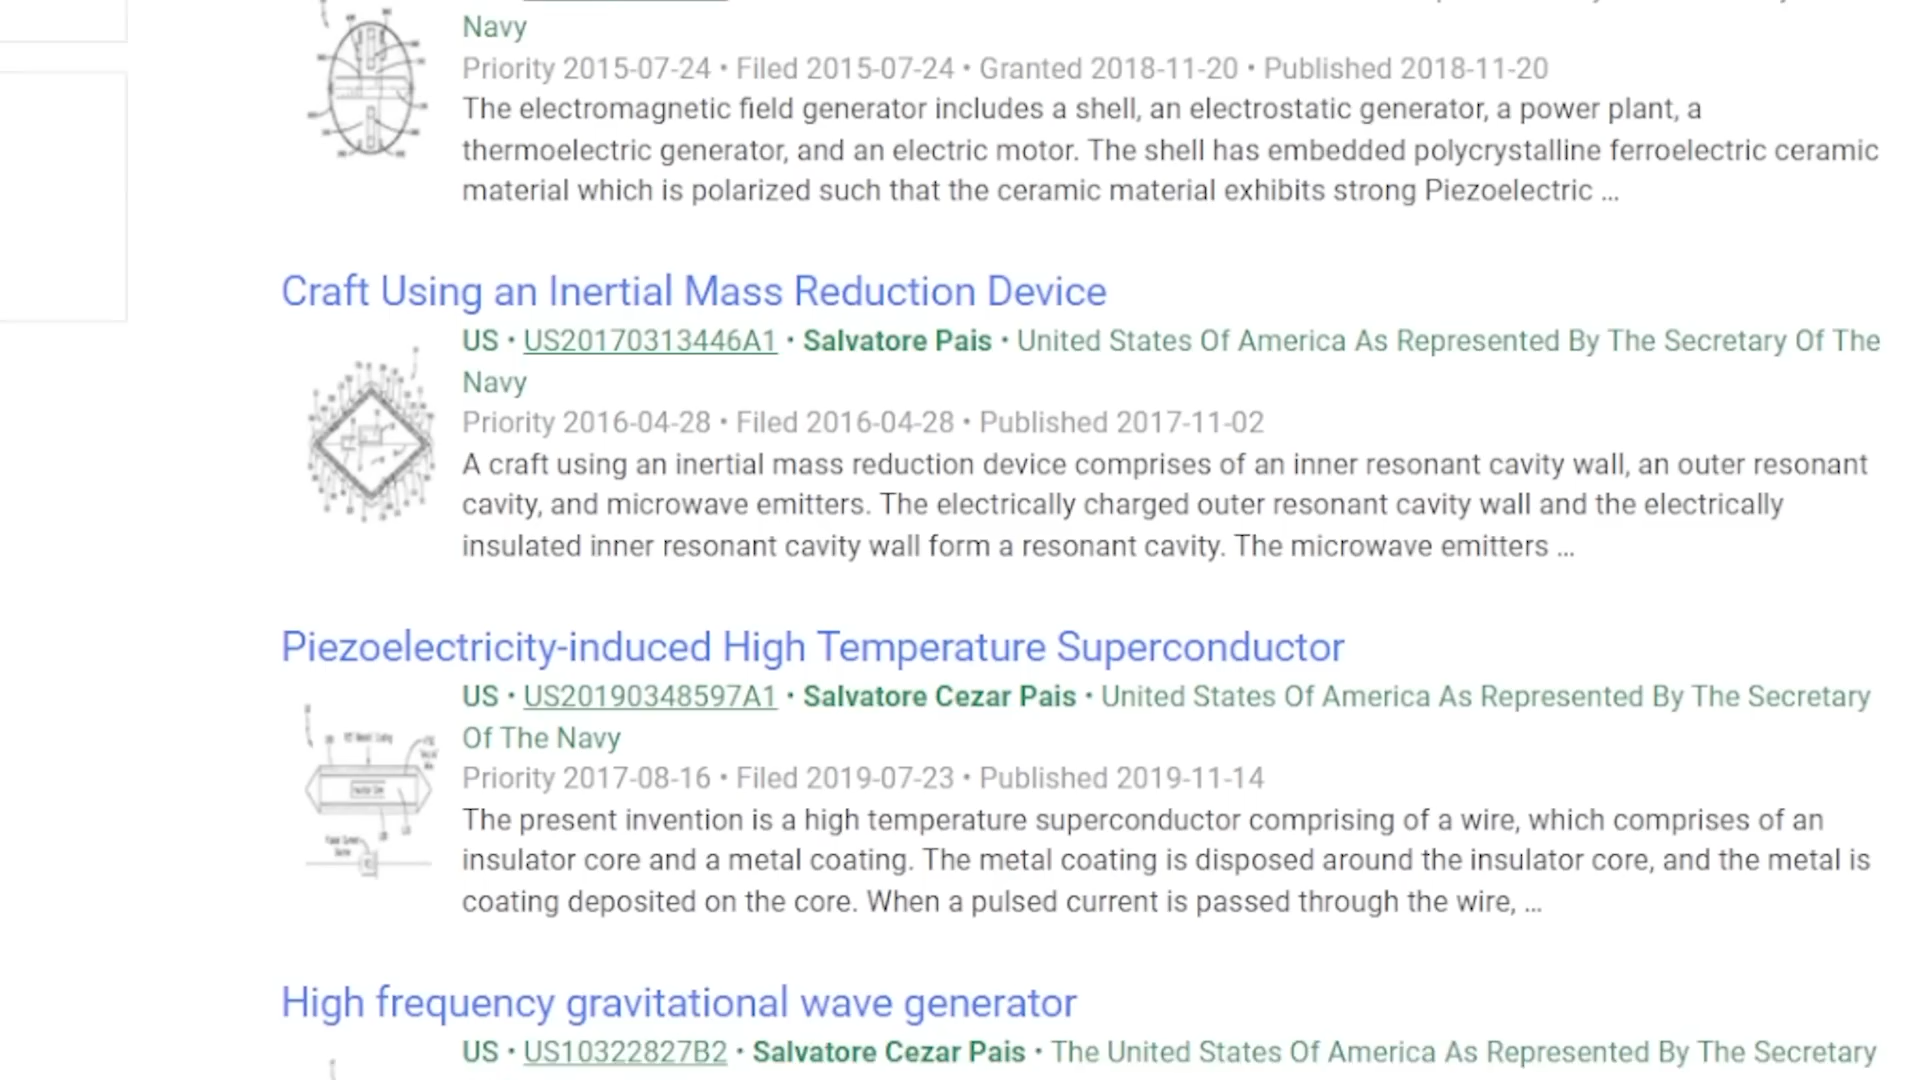 Navy
Priority 2015-07-24 • Filed 2015-07-24 • Granted 2018-11-20 • Published 2018-11-20
The electromagnetic field generator includes a shell, an electrostatic generator, a power plant, a
thermoelectric generator, and an electric motor. The shell has embedded polycrystalline ferroelectric ceramic
material which is polarized such that the ceramic material exhibits strong Piezoelectric ...
Craft Using an Inertial Mass Reduction Device
US • US20170313446A1 • Salvatore Pais • United States Of America As Represented By The Secretary Of The
Navy
Priority 2016-04-28 • Filed 2016-04-28 • Published 2017-11-02
A craft using an inertial mass reduction device comprises of an inner resonant cavity wall, an outer resonant
cavity, and microwave emitters. The electrically charged outer resonant cavity wall and the electrically
insulated inner resonant cavity wall form a resonant cavity. The microwave emitters ...
Piezoelectricity-induced High Temperature Superconductor
US • US20190348597A1 • Salvatore Cezar Pais • United States Of America As Represented By The Secretary
Of The Navy
Priority 2017-08-16 • Filed 2019-07-23 • Published 2019-11-14
The present invention is a high temperature superconductor comprising of a wire, which comprises of an
insulator core and a metal coating. The metal coating is disposed around the insulator core, and the metal is
coating deposited on the core. When a pulsed current is passed through the wire, ...
High frequency gravitational wave generator
US • US10322827B2 • Salvatore Cezar Pais • The United States Of America As Represented By The Secretary